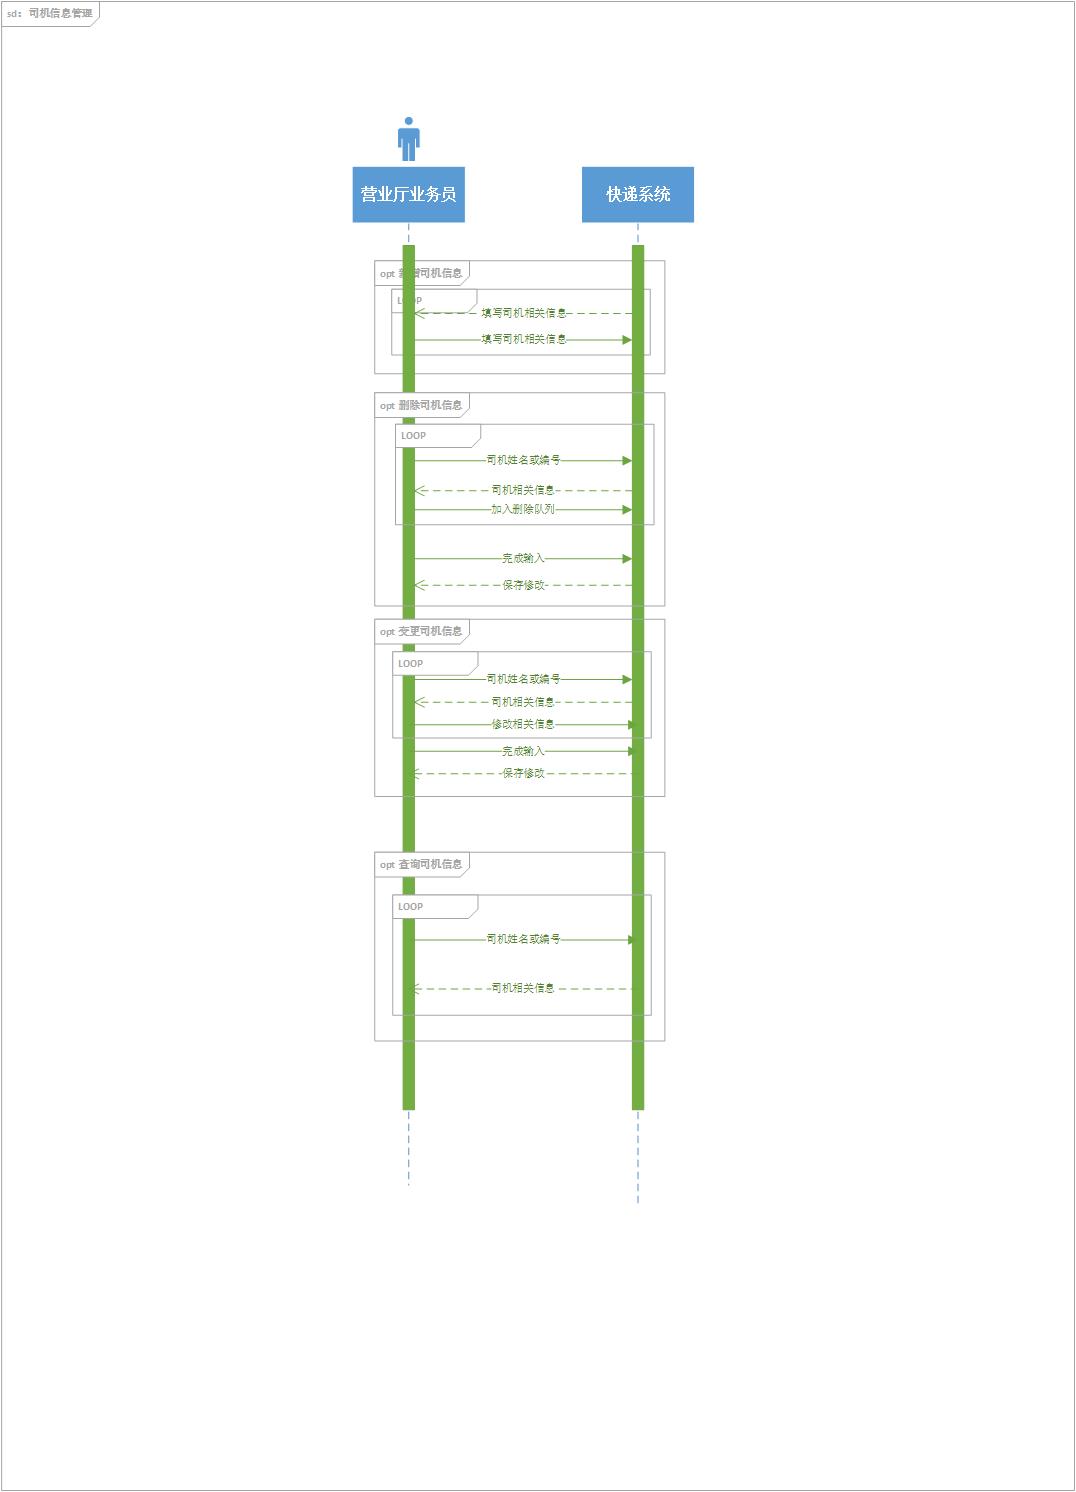 sd: 司机信息管理
营业厅业务员
快递系统
opt 新增司机信息
LOOP
填写司机相关信息
填写司机相关信息
opt 删除司机信息
LOOP
司机姓名或编号
司机相关信息
加入删除队列
完成输入
保存修改
opt 变更司机信息
LOOP
司机姓名或编号
司机相关信息
修改相关信息
完成输入
保存修改
opt 查询司机信息
LOOP
司机姓名或编号
司机相关信息